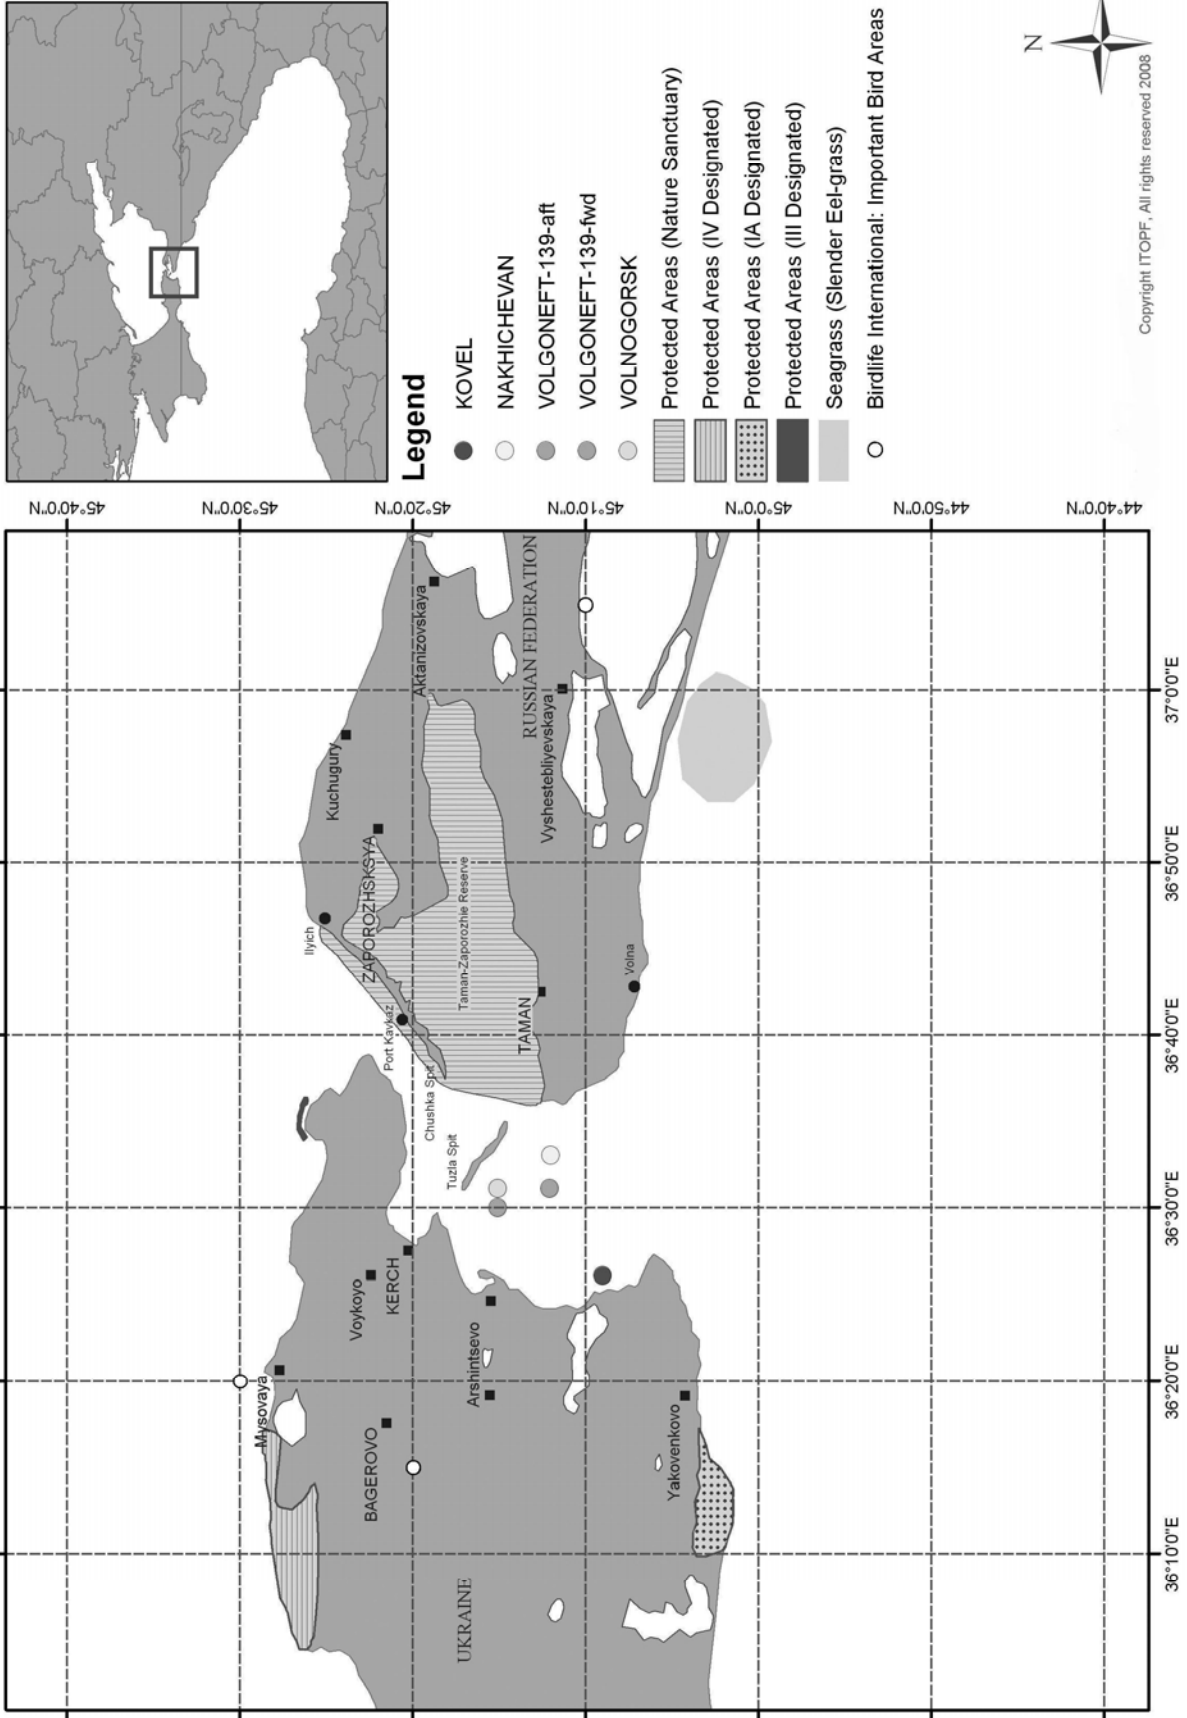 45°40'0"N
45°30'0"N
45°20'0"N
45°10'0"N
45°0'0"N
44°50'0"N
44°40'0"N
36°10'0"E
36°20'0"E
36°30'0"E
36°40'0"E
36°50'0"E
37°0'0"E
Mysovaya
Voykoyo
KERCH
BAGEROVO
Arshintsevo
Yakovenkovo
UKRAINE
Ilyich
Kuchugury
ZAPOROZHSKSYA
Port Kavkaz
Chushka Spit
Tuzla Spit
Taman-Zaporozhie Reserve
TAMAN
Volna
Aktanizovskaya
RUSSIAN FEDERATION
Vyshestebliyevskaya
Legend
KOVEL
NAKHICHEVAN
VOLGONEFT-139-aft
VOLGONEFT-139-fwd
VOLNOGORSK
Protected Areas (Nature Sanctuary)
Protected Areas (IV Designated)
Protected Areas (IA Designated)
Protected Areas (III Designated)
Seagrass (Slender Eel-grass)
Birdlife International: Important Bird Areas
N
Copyright ITOPF, All rights reserved 2008